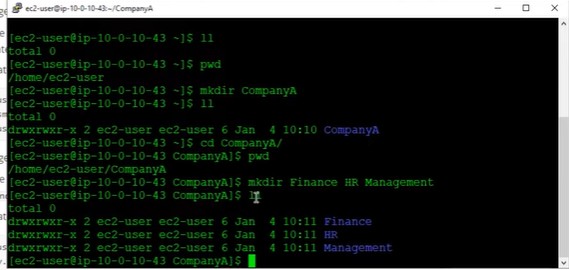 ec2-user@ip-10-0-10-43:~/CompanyA
[ec2-user@ip-10-0-10-43 ~]$ ll
total 0
[ec2-user@ip-10-0-10-43 ~]$ pwd
/home/ec2-user
[ec2-user@ip-10-0-10-43 ~]$ mkdir CompanyA
[ec2-user@ip-10-0-10-43 ~]$ ll
total 0
drwxrwxr-x 2 ec2-user ec2-user 6 Jan  4 10:10 CompanyA
[ec2-user@ip-10-0-10-43 ~]$ cd CompanyA/
[ec2-user@ip-10-0-10-43 CompanyA]$ pwd
/home/ec2-user/CompanyA
[ec2-user@ip-10-0-10-43 CompanyA]$ mkdir Finance HR Management
[ec2-user@ip-10-0-10-43 CompanyA]$ ll
total 0
drwxrwxr-x 2 ec2-user ec2-user 6 Jan  4 10:11 Finance
drwxrwxr-x 2 ec2-user ec2-user 6 Jan  4 10:11 HR
drwxrwxr-x 2 ec2-user ec2-user 6 Jan  4 10:11 Management
[ec2-user@ip-10-0-10-43 CompanyA]$